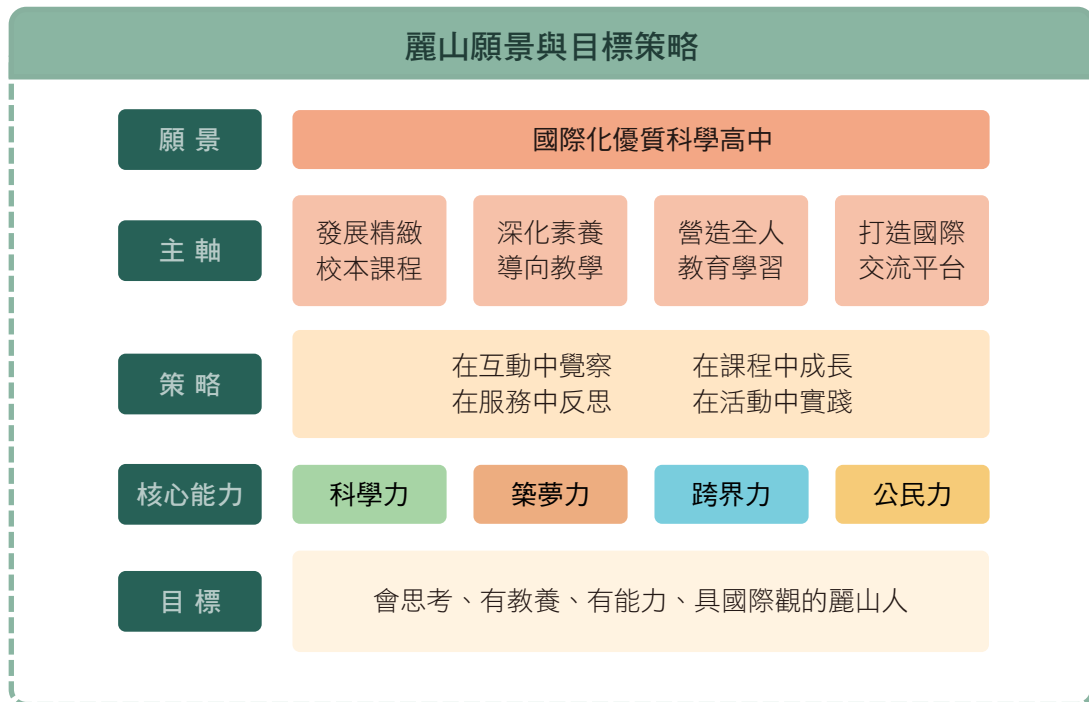 麗山願景與目標策略
願景
國際化優質科學高中
主軸
發展精緻
校本課程
深化素養
導向教學
營造全人
教育學習
打造國際
交流平台
策略
在互動中覺察 在課程中成長
在服務中反思 在活動中實踐
核心能力
科學力
築夢力
跨界力
公民力
目標
會思考、有教養、有能力、具國際觀的麗山人